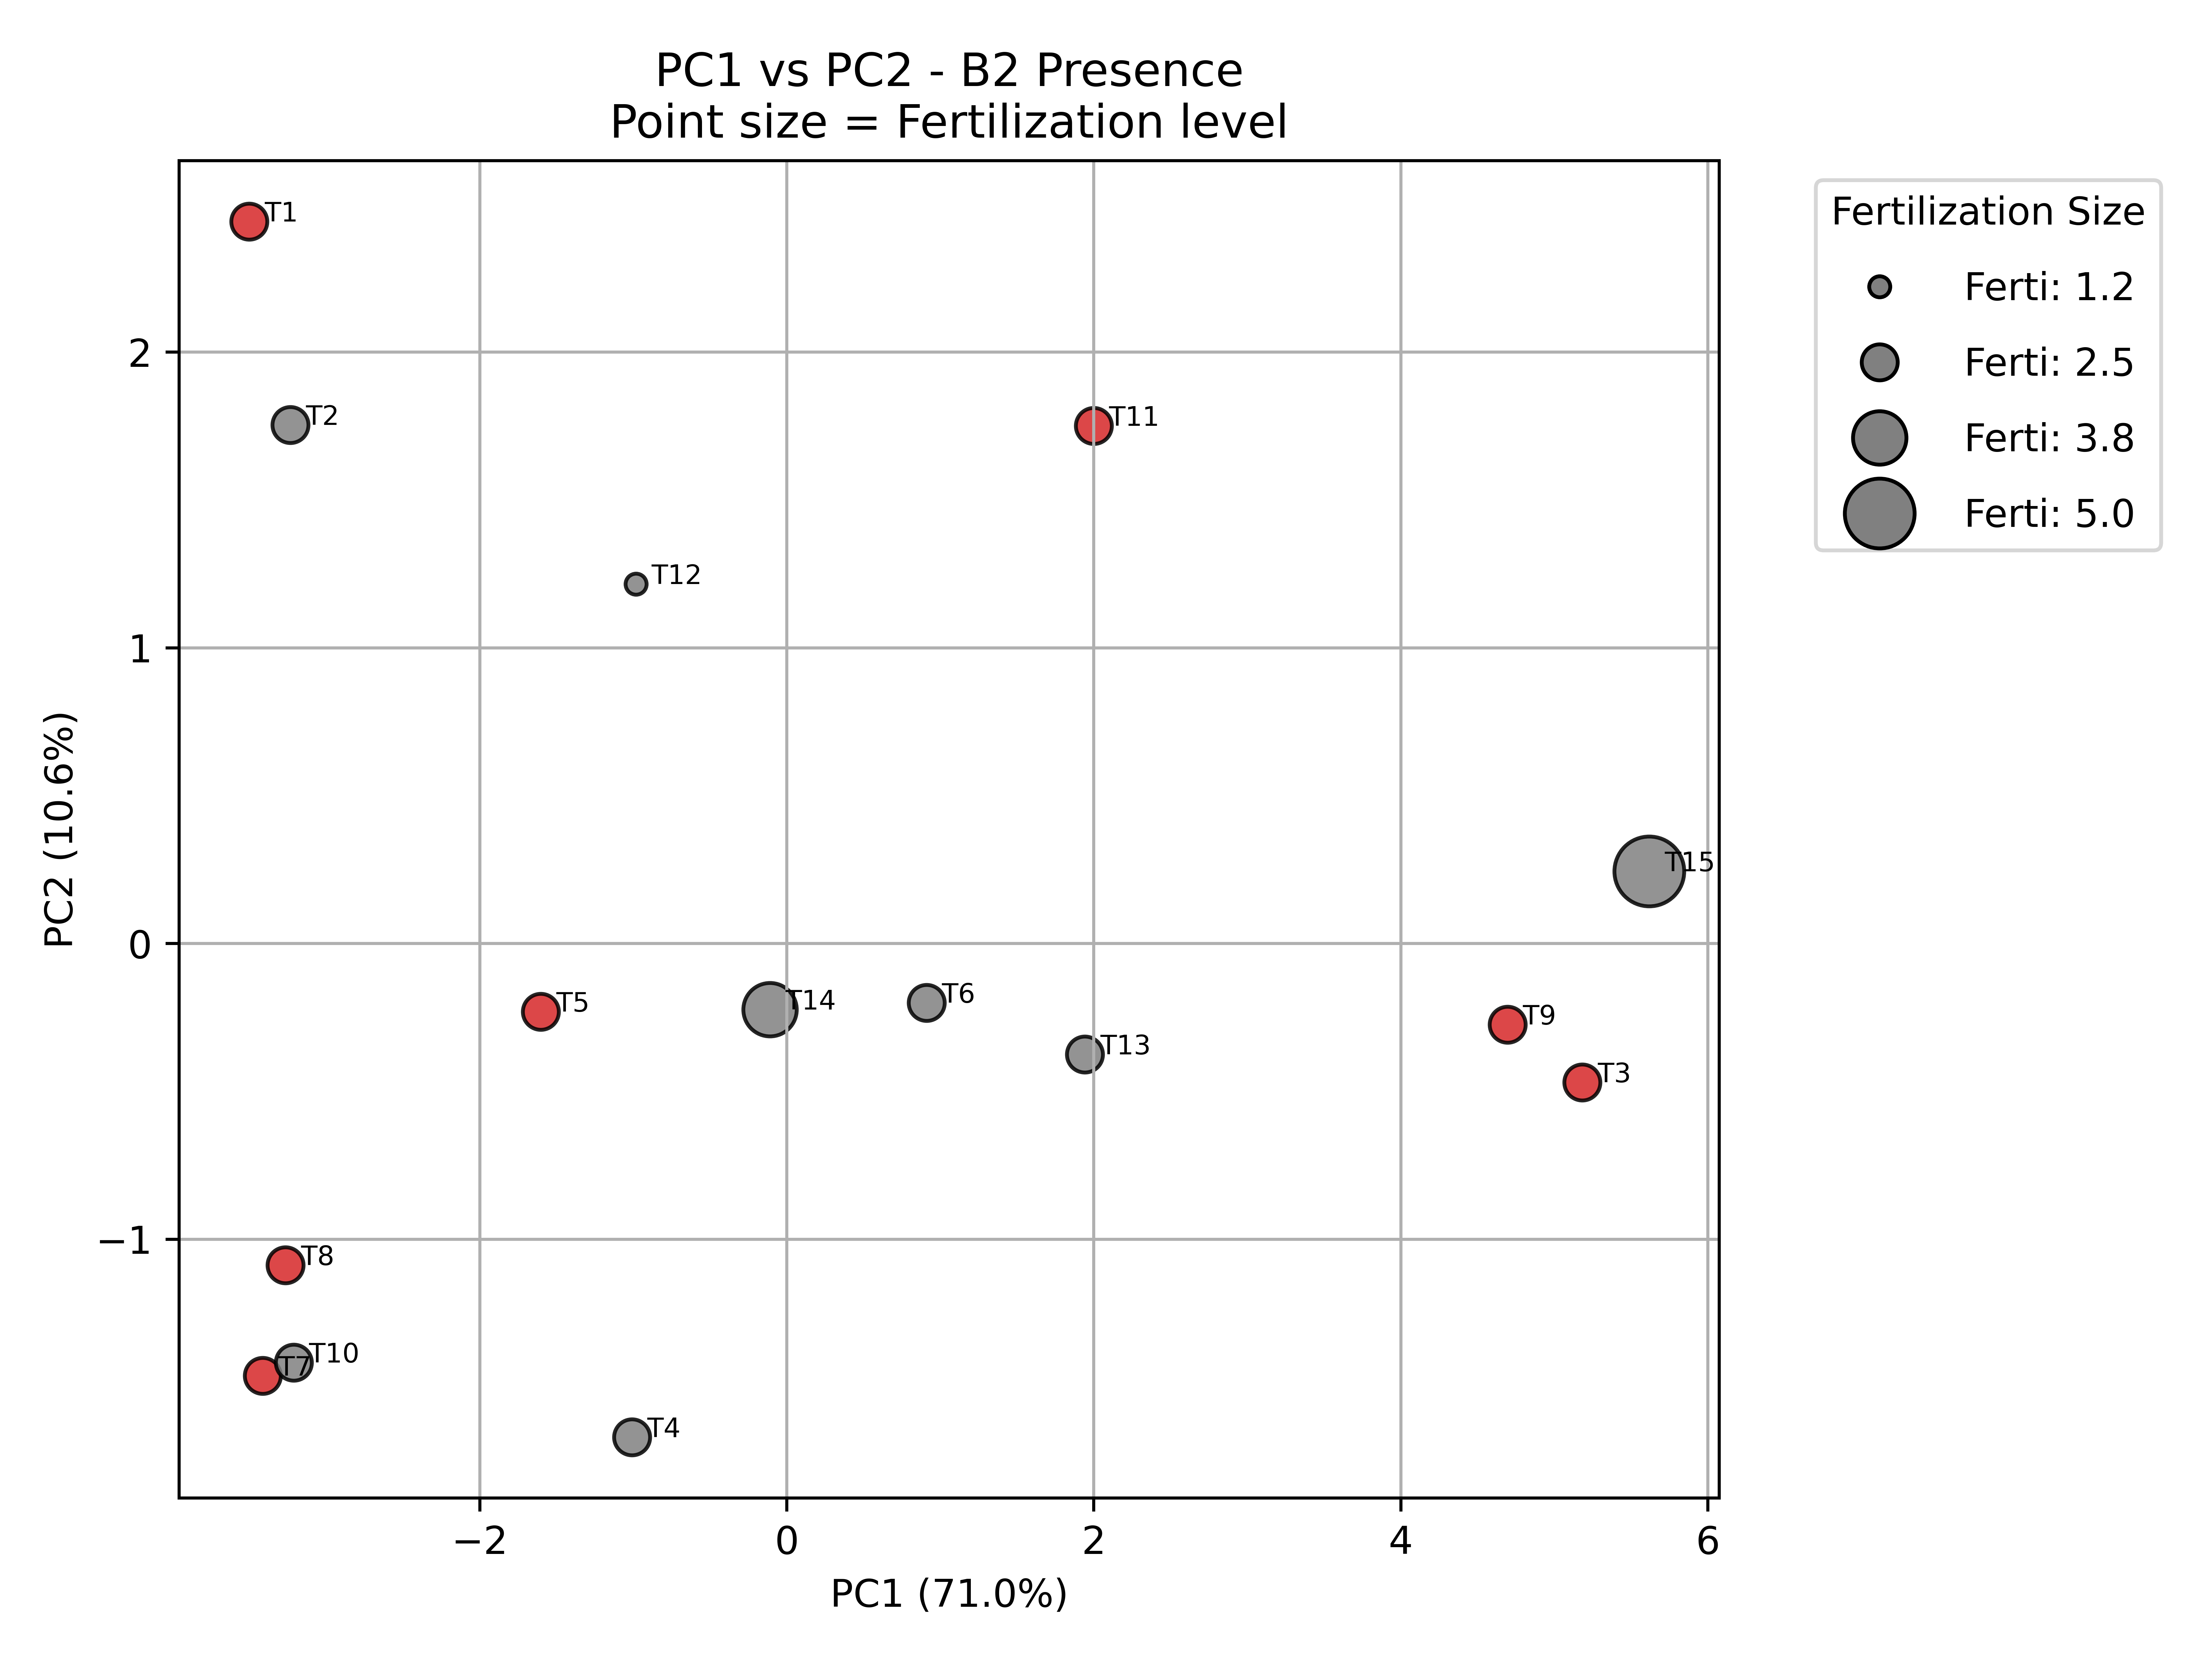 PC1 vs PC2 - B2 Presence
Point size = Fertilization level
Fertilization Size
Ferti: 1.2
Ferti: 2.5
Ferti: 3.8
Ferti: 5.0
PC2 (10.6%)
2
1
0
−1
T1
T2
T11
T12
T15
T5
T14
T6
T13
T9
T3
T8
T10
T7
T4
−2
0
2
4
6
PC1 (71.0%)